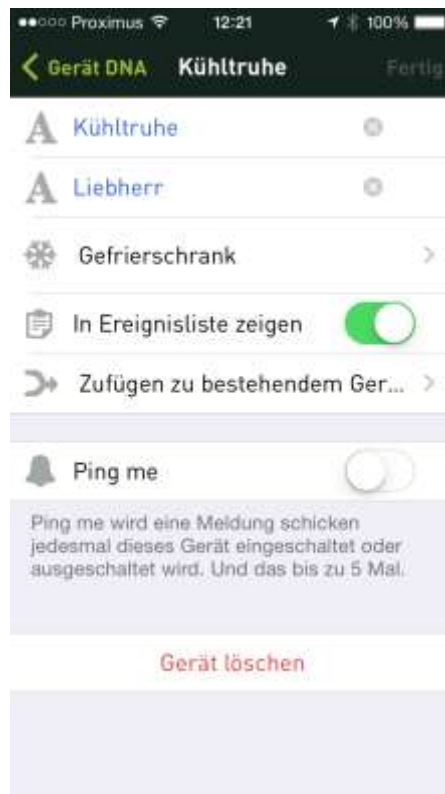 Proximus 12:21 100%
Gerät DNA Kühltruhe Fertig
A Kühltruhe
A Liebherr
Gefrierschrank
In Ereignisliste zeigen
Zufügen zu bestehendem Ger...
Ping me
Ping me wird eine Meldung schicken
jedesmal dieses Gerät eingeschaltet oder
ausgeschaltet wird. Und das bis zu 5 Mal.
Gerät löschen